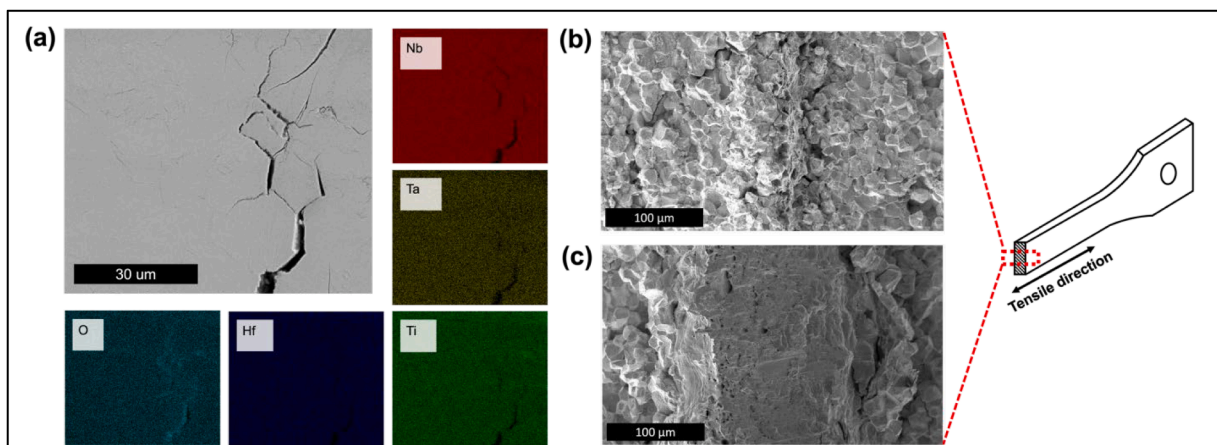 (a)
Nb
30 um
Ta
O
Hf
Ti
(b)
100 µm
(c)
100 µm
Tensile direction